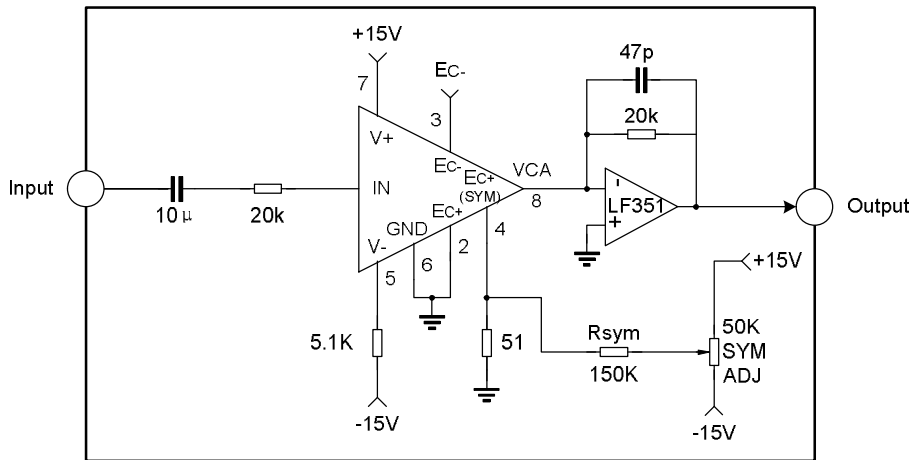 +15V
7
EC-
3
V+
EC-
EC+
(SYM)
VCA
8
47p
20k
Input
10μ
20k
IN
EC+
GND
V-
4
2
6
5
-
LF351
+
Output
+15V
5.1K
51
Rsym
150K
50K
SYM
ADJ
-15V
-15V